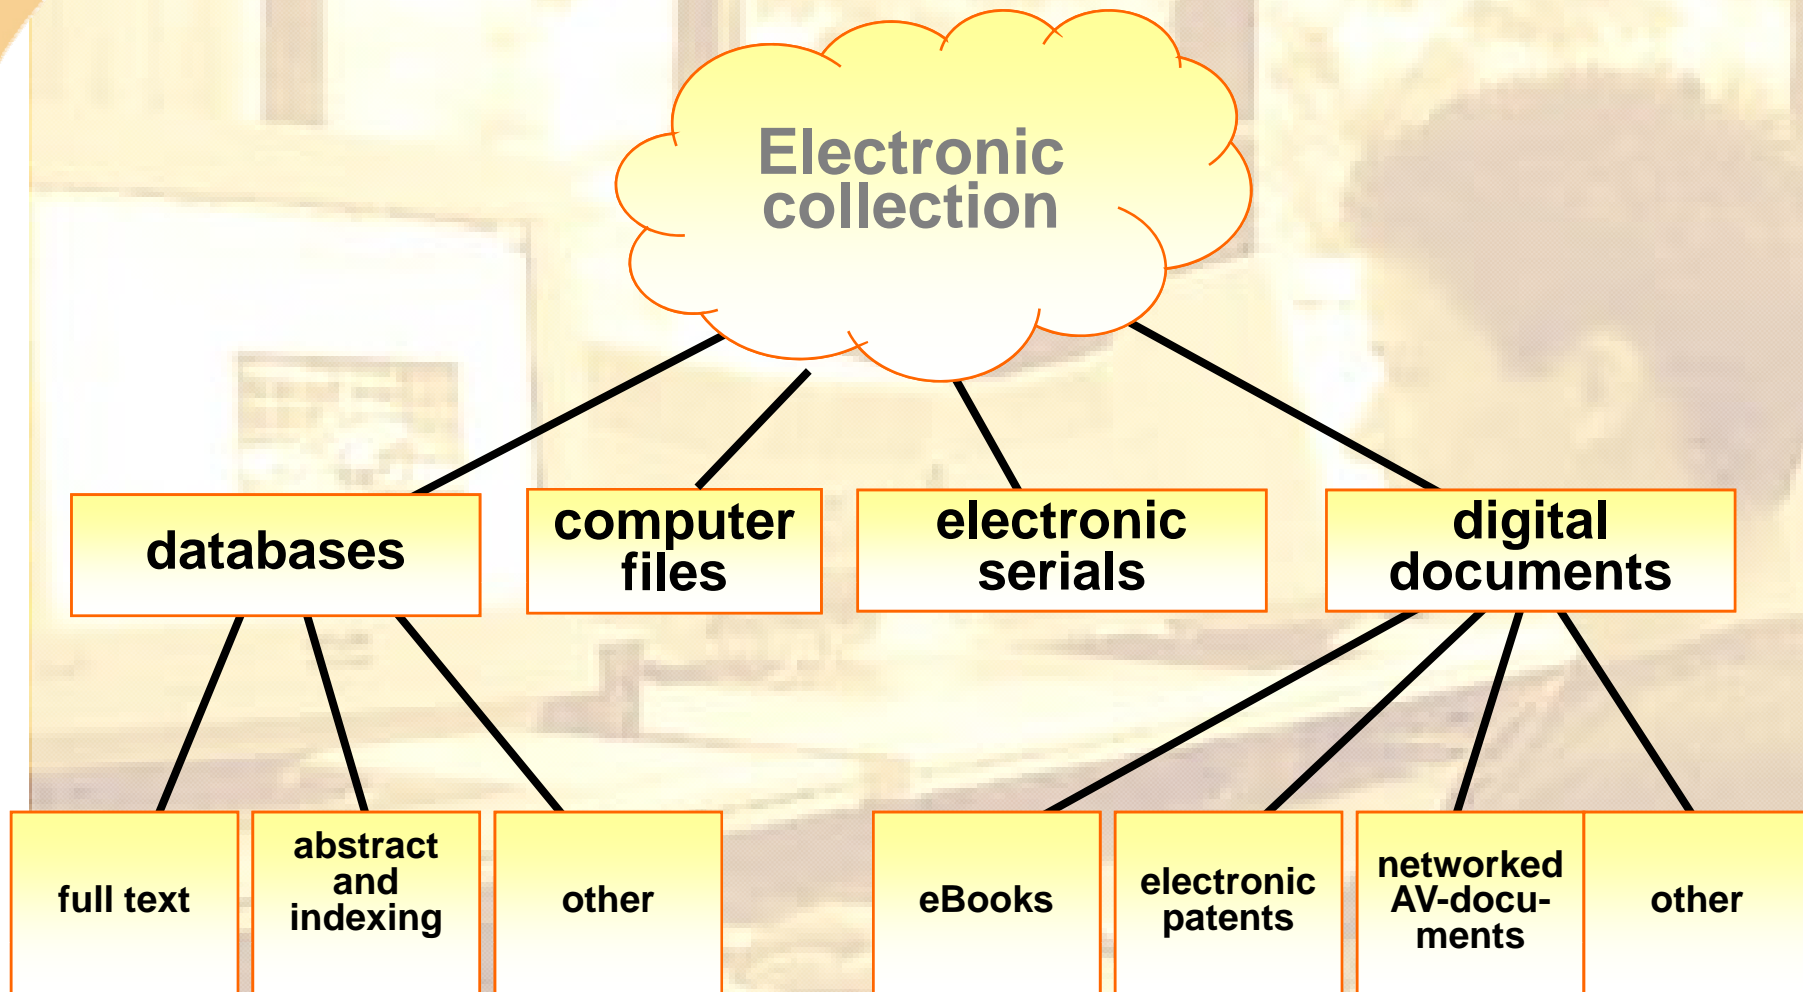 Electronic
collection
databases
computer
files
electronic
serials
digital
documents
full text
abstract
and
indexing
other
eBooks
electronic
patents
networked
AV-docu-
ments
other